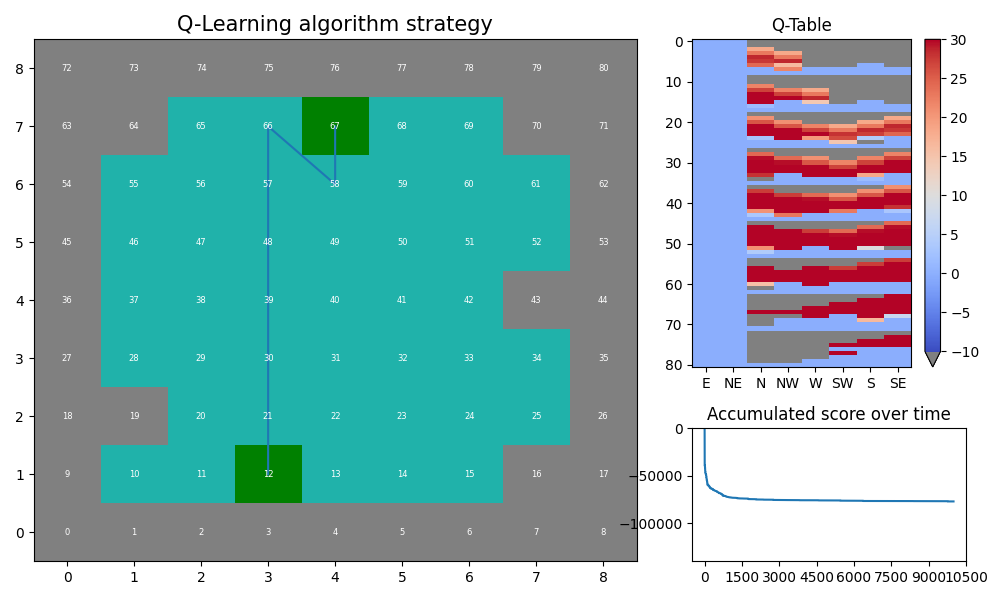 Q-Learning algorithm strategy
8 72 73 74 75 76 77 78 79 80
7 63 64 65 66 67 68 69 70 71
6 54 55 56 57 58 59 60 61 62
5 45 46 47 48 49 50 51 52 53
4 36 37 38 39 40 41 42 43 44
3 27 28 29 30 31 32 33 34 35
2 18 19 20 21 22 23 24 25 26
1 9 10 11 12 13 14 15 16 17
0 0 1 2 3 4 5 6 7 8
0 1 2 3 4 5 6 7 8
Q-Table
0
10
20
30
40
50
60
70
80
E NE N NW W SW S SE
30
25
20
15
10
5
0
−5
−10
Accumulated score over time
0
−50000
−100000
0 1500 3000 4500 6000 7500 9000 10500